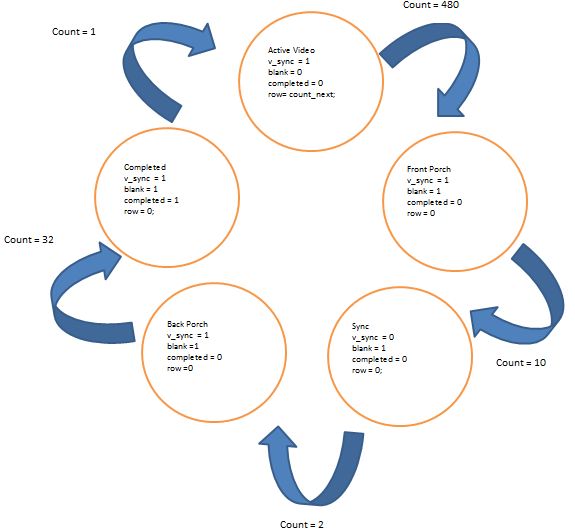 Count = 480
Count = 1
Active Video
v_sync = 1
blank = 0
completed = 0
row= count_next;
Completed
v_sync = 1
blank = 1
completed = 1
row = 0;
Front Porch
v_sync = 1
blank = 1
completed = 0
row = 0
Count = 32
Back Porch
v_sync = 1
blank =1
completed = 0
row =0
Sync
v_sync = 0
blank = 1
completed = 0
row = 0;
Count = 10
Count = 2